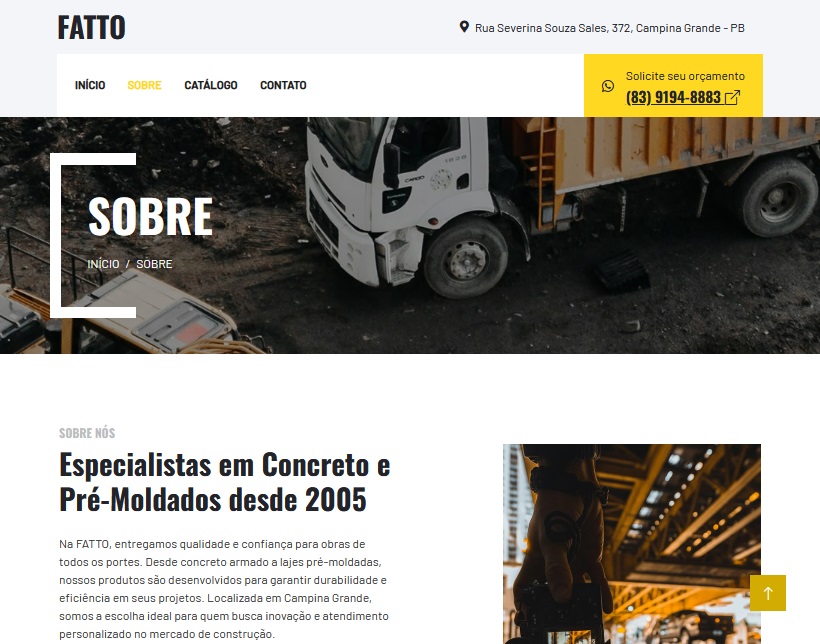 FATTO
Rua Severina Souza Sales, 372, Campina Grande - PB
INÍCIO
SOBRE
CATÁLOGO
CONTATO
Solicite seu orçamento
(83) 9194-8883
SOBRE
INÍCIO / SOBRE
SOBRE NÓS
Especialistas em Concreto e
Pré-Moldados desde 2005
Na FATTO, entregamos qualidade e confiança para obras de
todos os portes. Desde concreto armado a lajes pré-moldadas,
nossos produtos são desenvolvidos para garantir durabilidade e
eficiência em seus projetos. Localizada em Campina Grande,
somos a escolha ideal para quem busca inovação e atendimento
personalizado no mercado de construção.